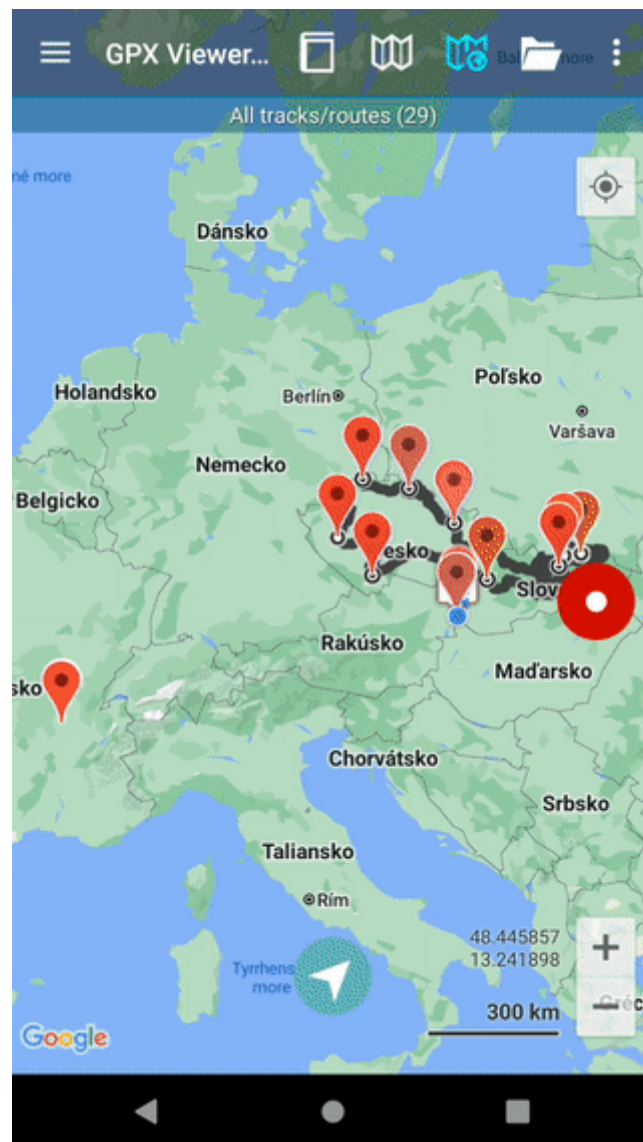 GPX Viewer...
All tracks/routes (29)
né more
Dánsko
Poľsko
Holandsko
Berlín
Varšava
Nemecko
Belgicko
esko
Slov
Rakúsko
Maďarsko
sko
Chorvátsko
Srbsko
Taliansko
Rím
48.445857
13.241898
Tyrrhens
more
300 km
Google